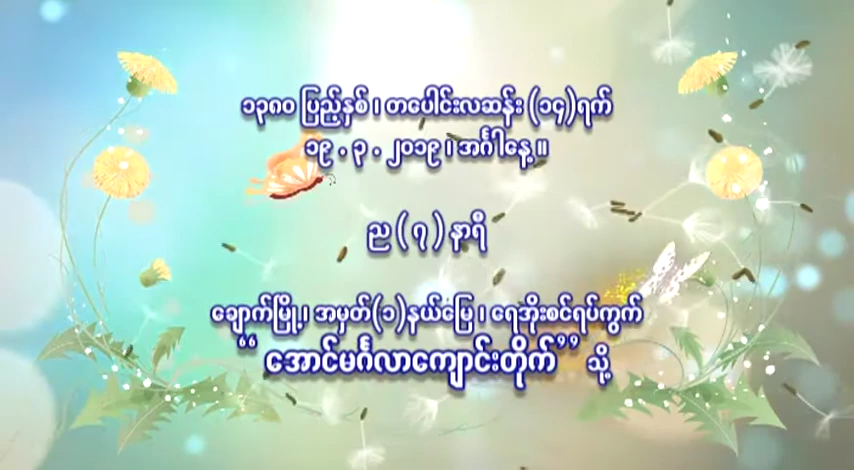 ၁၃၈၀ ပြည့်နှစ် ၊ တပေါင်းလဆန်း (၁၄)ရက်
၁၉ . ၃ . ၂၀၁၉ ၊ အင်္ဂါနေ့ ။
ည ( ၇ ) နာရီ
ချောက်မြို့၊ အမှတ်(၁)နယ်မြေ ၊ ရေအိုးစင်ရပ်ကွက်
“ အောင်မင်္ဂလာကျောင်းတိုက် ” သို့